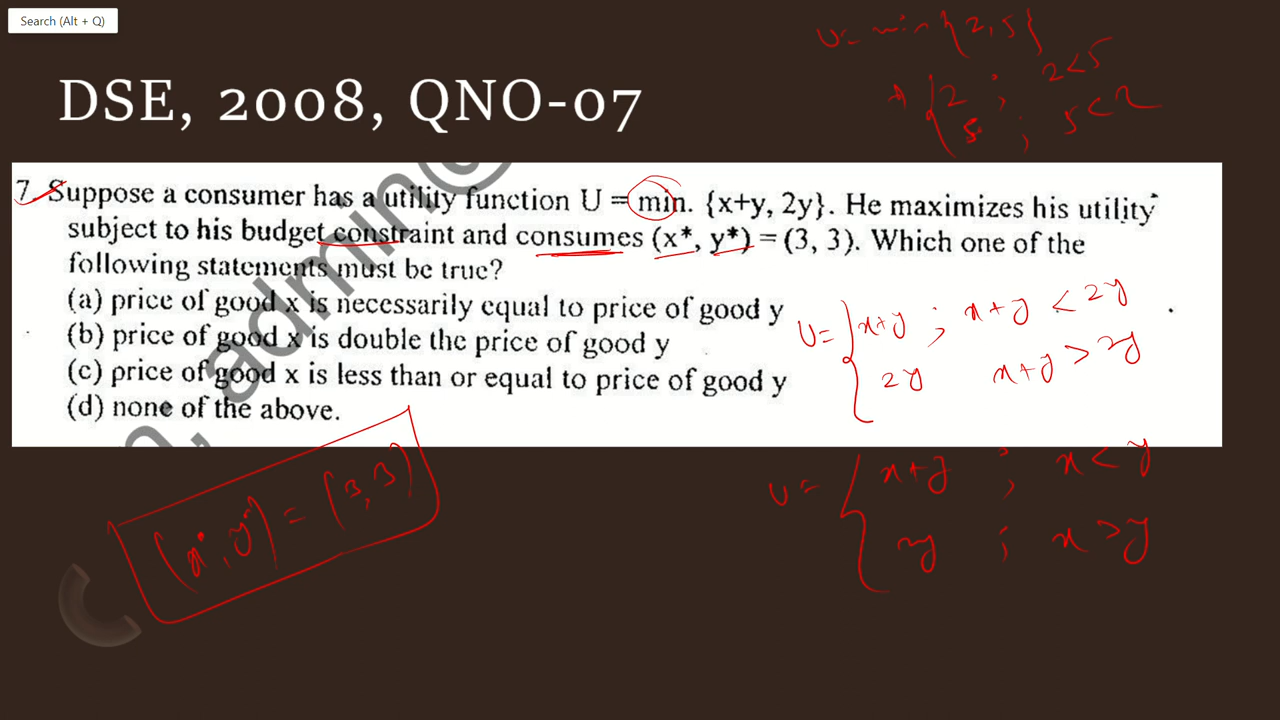 Search (Alt + Q)
U = min {2, 5}
DSE, 2008, QNO-07
2 ; 2 < 5
5 ; 5 < 2
7. Suppose a consumer has a utility function U = min. {x+y, 2y}. He maximizes his utility
subject to his budget constraint and consumes (x*, y*) = (3, 3). Which one of the
following statements must be true?
(a) price of good x is necessarily equal to price of good y
(b) price of good x is double the price of good y
(c) price of good x is less than or equal to price of good y
(d) none of the above.
U = x+y ; x+y < 2y
2y x+y > 2y
U = x+y ; x < y
2y ; x > y
(x*, y*) = (3, 3)
admin@